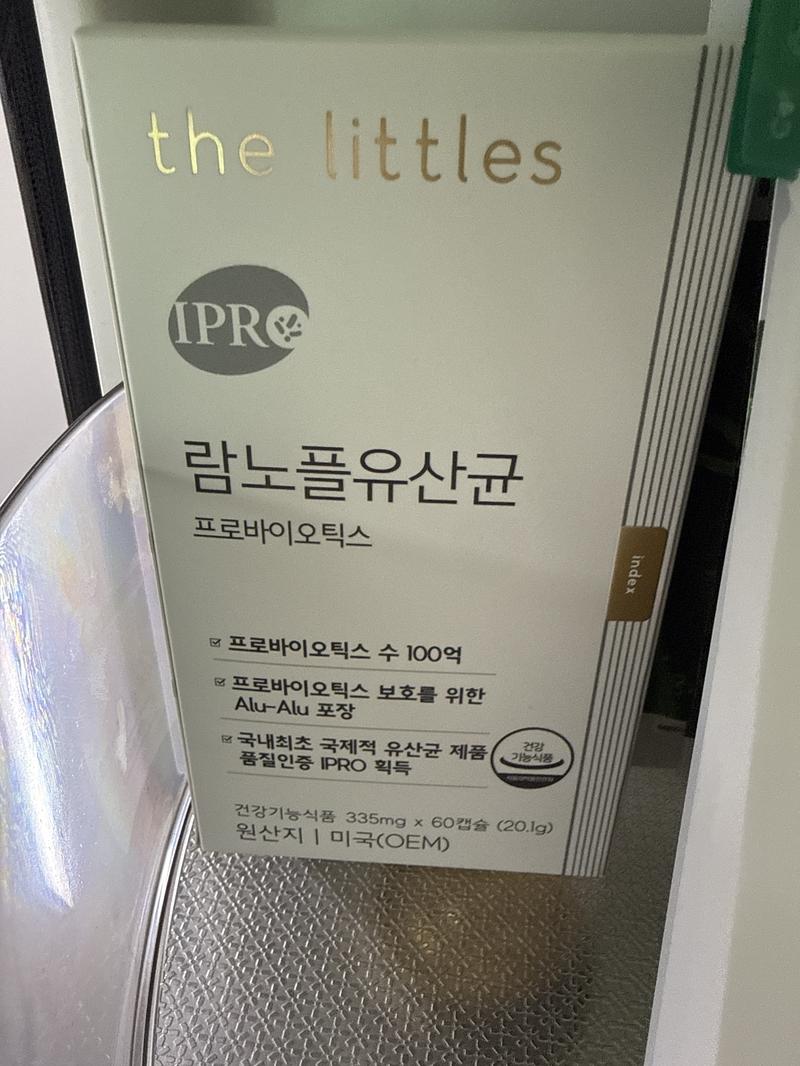 the littles
IPRO
람노플유산균
프로바이오틱스
index
프로바이오틱스 수 100억
프로바이오틱스 보호를 위한
Alu-Alu 포장
국내최초 국제적 유산균 제품
품질인증 IPRO 획득
건강
기능식품
건강기능식품 335mg x 60캡슐 (20.1g)
원산지 | 미국(OEM)